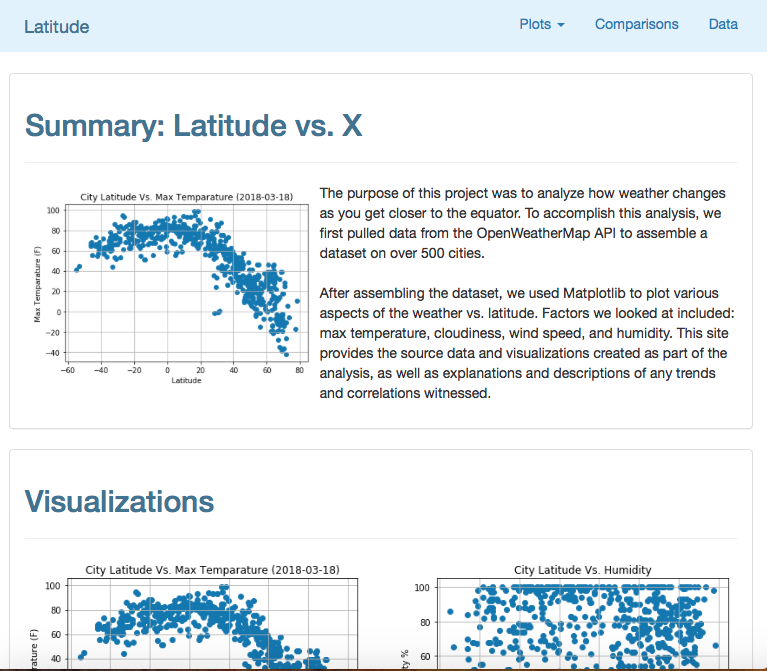 Latitude
Plots
Comparisons
Data
Summary: Latitude vs. X
City Latitude Vs. Max Temparature (2018-03-18)
100
80
60
40
20
0
−20
−40
Max Temparature (F)
−60 −40 −20 0 20 40 60 80
Latitude
The purpose of this project was to analyze how weather changes
as you get closer to the equator. To accomplish this analysis, we
first pulled data from the OpenWeatherMap API to asemble a
dataset on over 500 cities.
After assembling the dataset, we used Matplotlib to plot various
aspects of the weather vs. latitude. Factors we looked at included:
max temperature, cloudiness, wind speed, and humidity. This site
provides the source data and visualizations created as part of the
analysis, as well as explanations and descriptions of any trends
and correlations witnessed.
Visualizations
City Latitude Vs. Max Temparature (2018-03-18)
100
80
60
40
rature (F)
City Latitude Vs. Humidity
100
80
60
ty %